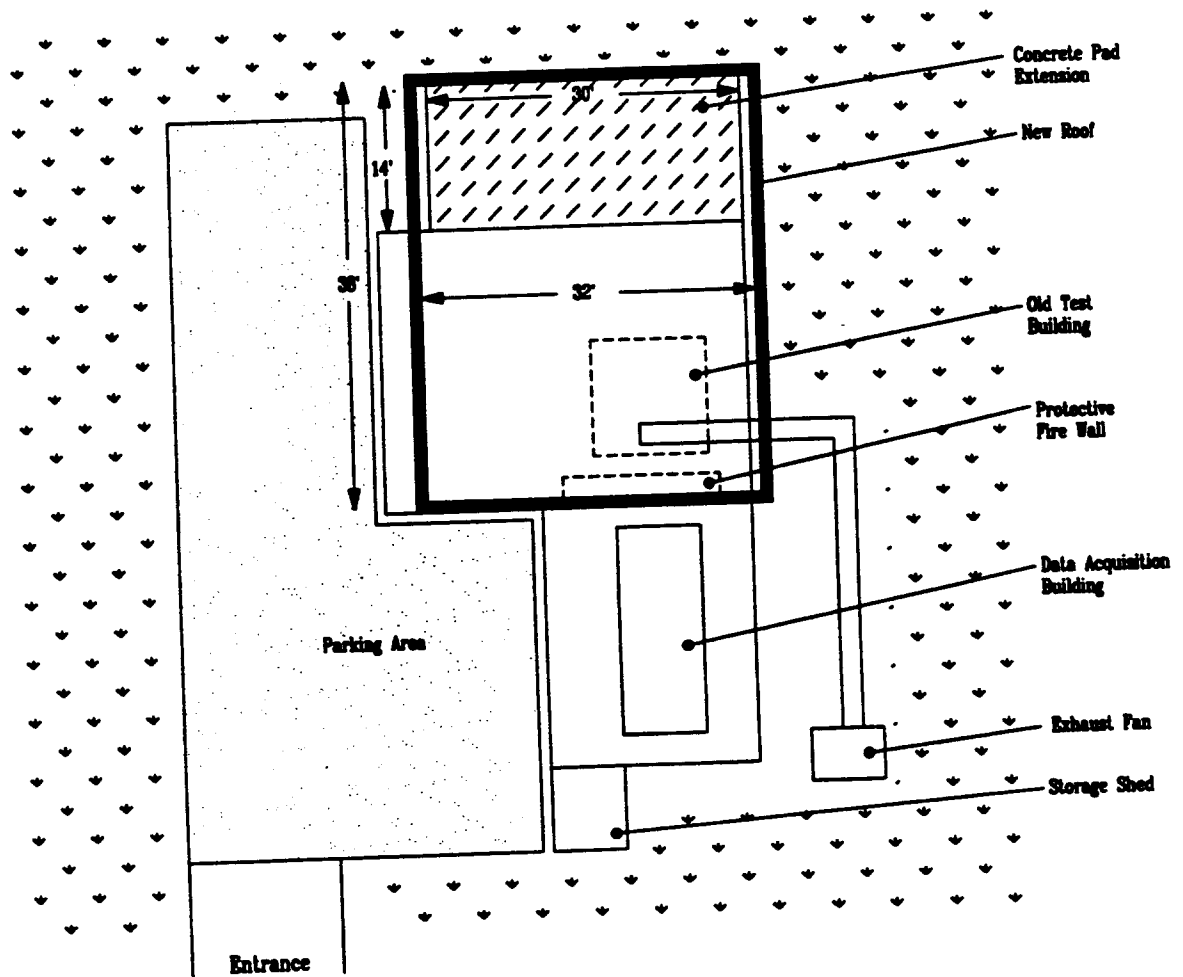 Concrete Pad
Extension
30'
New Roof
14'
32'
Old Test
Building
Protective
Fire Wall
Data Acquisition
Building
Parking Area
Exhaust Fan
Storage Shed
Entrance